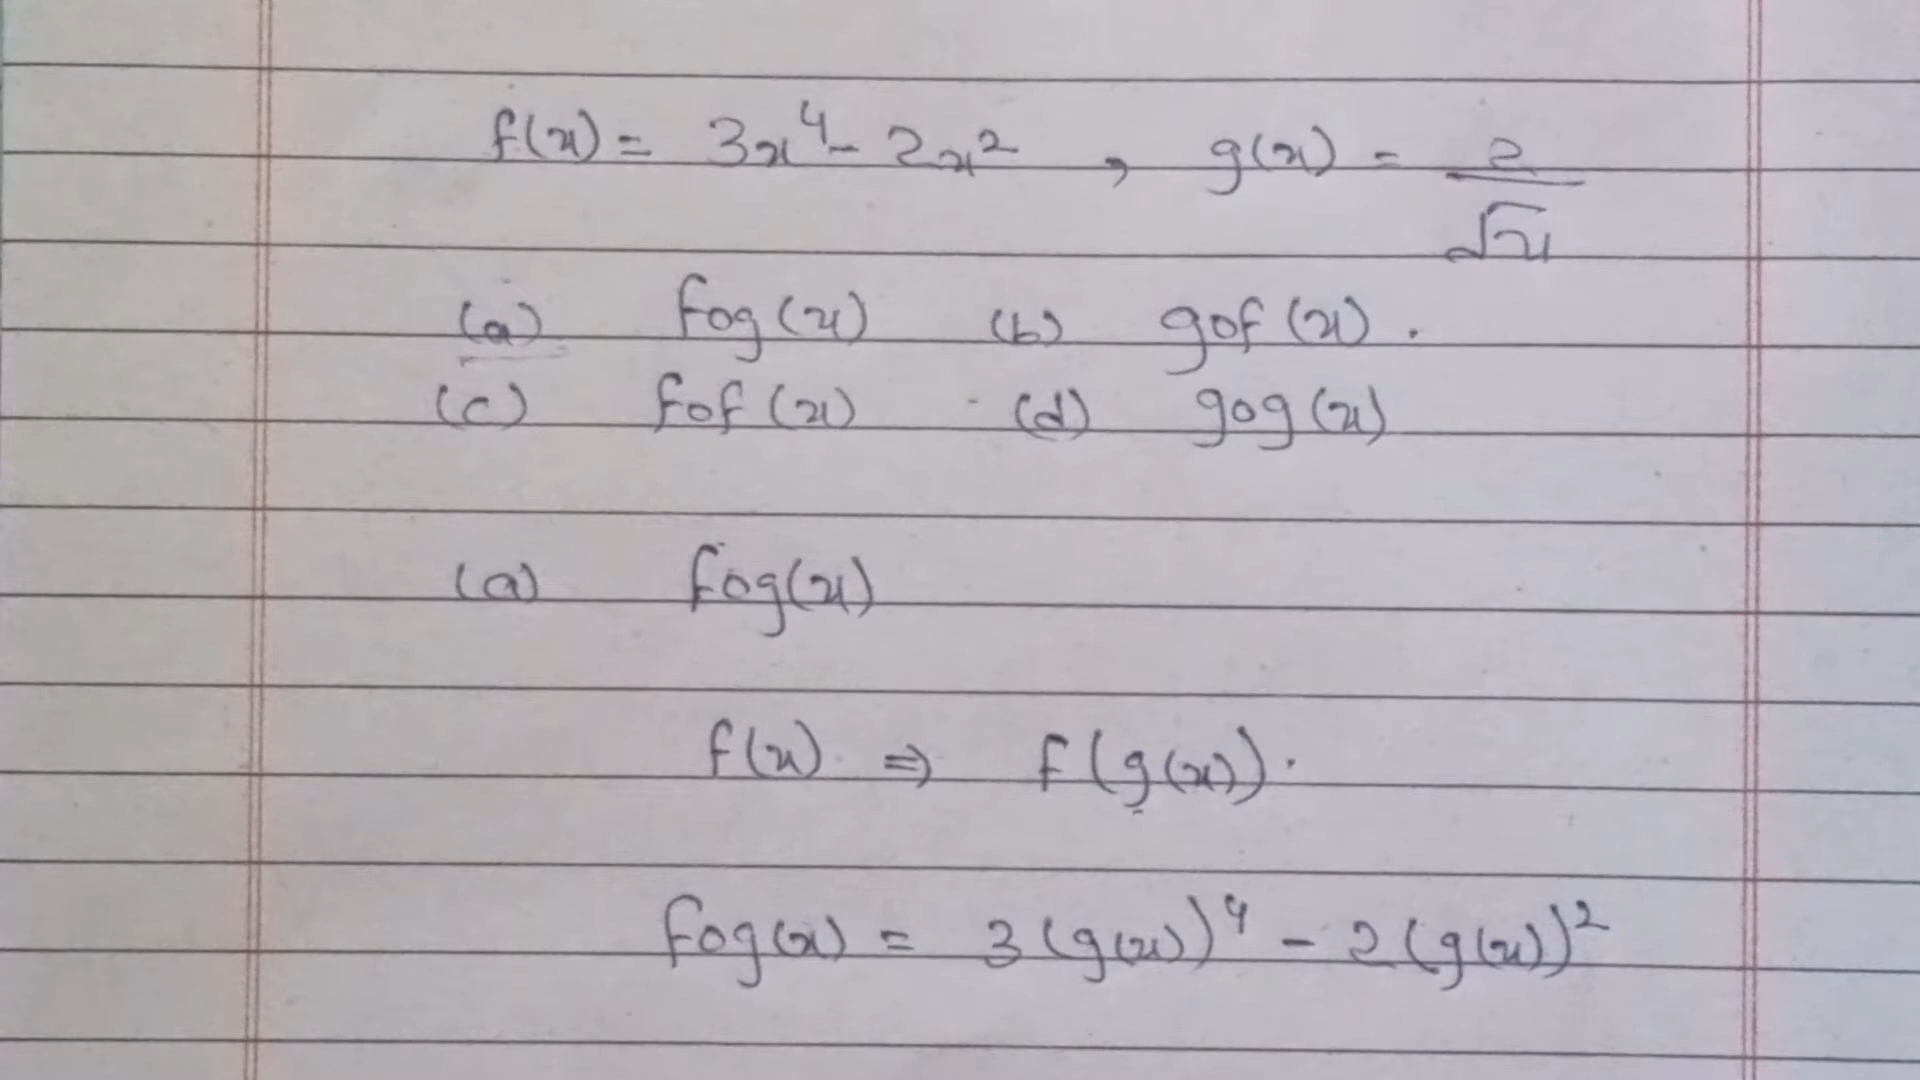 f(x) = 3x⁴ - 2x² , g(x) = 2/√x
(a) fog(x) (b) gof(x).
(c) fof(x) (d) gog(x)
(a) fog(x)
f(x) ⇒ f(g(x)).
fog(x) = 3(g(x))⁴ - 2(g(x))²